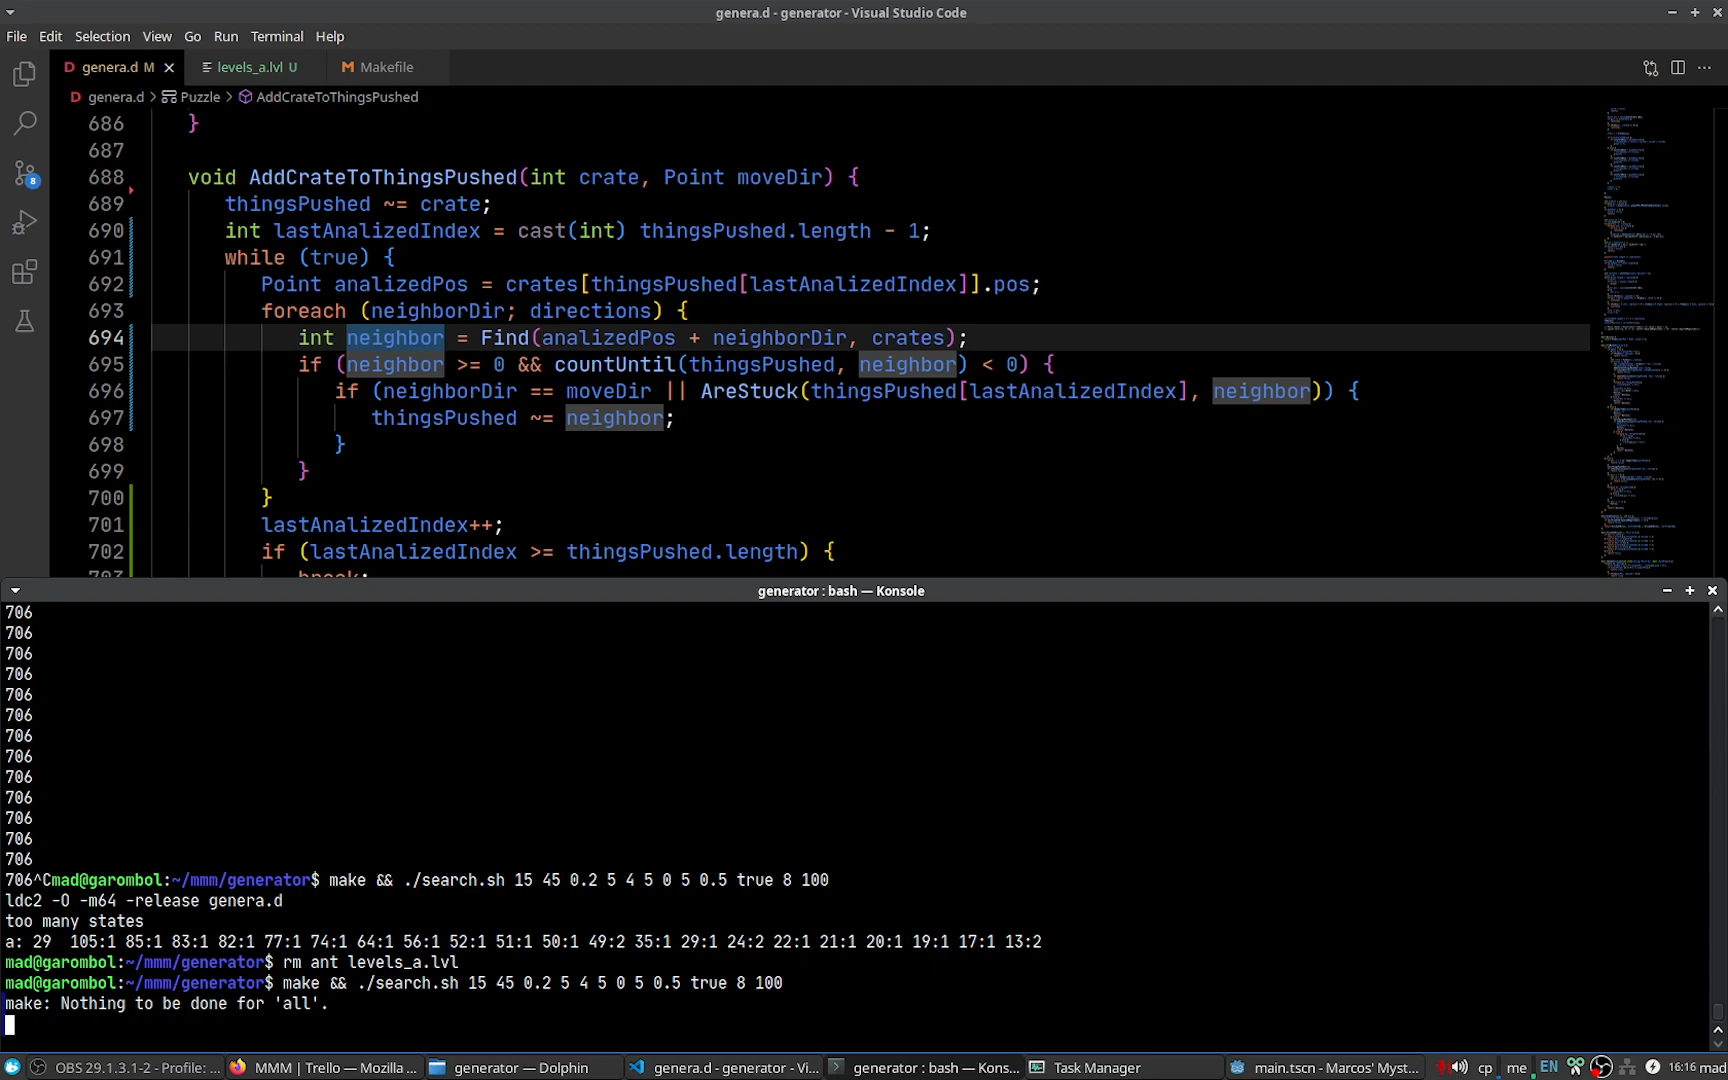 genera.d - generator - Visual Studio Code
File Edit Selection View Go Run Terminal Help
D genera.d M levels_a.lvl U M Makefile
D genera.d > Puzzle > AddCrateToThingsPushed
686 }
687
688 void AddCrateToThingsPushed(int crate, Point moveDir) {
689 thingsPushed ~= crate;
690 int lastAnalizedIndex = cast(int) thingsPushed.length - 1;
691 while (true) {
692 Point analizedPos = crates[thingsPushed[lastAnalizedIndex]].pos;
693 foreach (neighborDir; directions) {
694 int neighbor = Find(analizedPos + neighborDir, crates);
695 if (neighbor >= 0 && countUntil(thingsPushed, neighbor) < 0) {
696 if (neighborDir == moveDir || AreStuck(thingsPushed[lastAnalizedIndex], neighbor)) {
697 thingsPushed ~= neighbor;
698 }
699 }
700 }
701 lastAnalizedIndex++;
702 if (lastAnalizedIndex >= thingsPushed.length) {
703 break;
8
generator : bash — Konsole
706
706
706
706
706
706
706
706
706
706
706
706
706
706^Cmad@garombol:~/mmm/generator$ make && ./search.sh 15 45 0.2 5 4 5 0 5 0.5 true 8 100
ldc2 -O -m64 -release genera.d
too many states
a: 29 105:1 85:1 83:1 82:1 77:1 74:1 64:1 56:1 52:1 51:1 50:1 49:2 35:1 29:1 24:2 22:1 21:1 20:1 19:1 17:1 13:2
mad@garombol:~/mmm/generator$ rm ant levels_a.lvl
mad@garombol:~/mmm/generator$ make && ./search.sh 15 45 0.2 5 4 5 0 5 0.5 true 8 100
make: Nothing to be done for 'all'.
OBS 29.1.3.1-2 - Profile: ... MMM | Trello — Mozilla ... generator — Dolphin genera.d - generator - Vi... generator : bash — Kons... Task Manager main.tscn - Marcos' Myst... cp me EN 16:16 mad